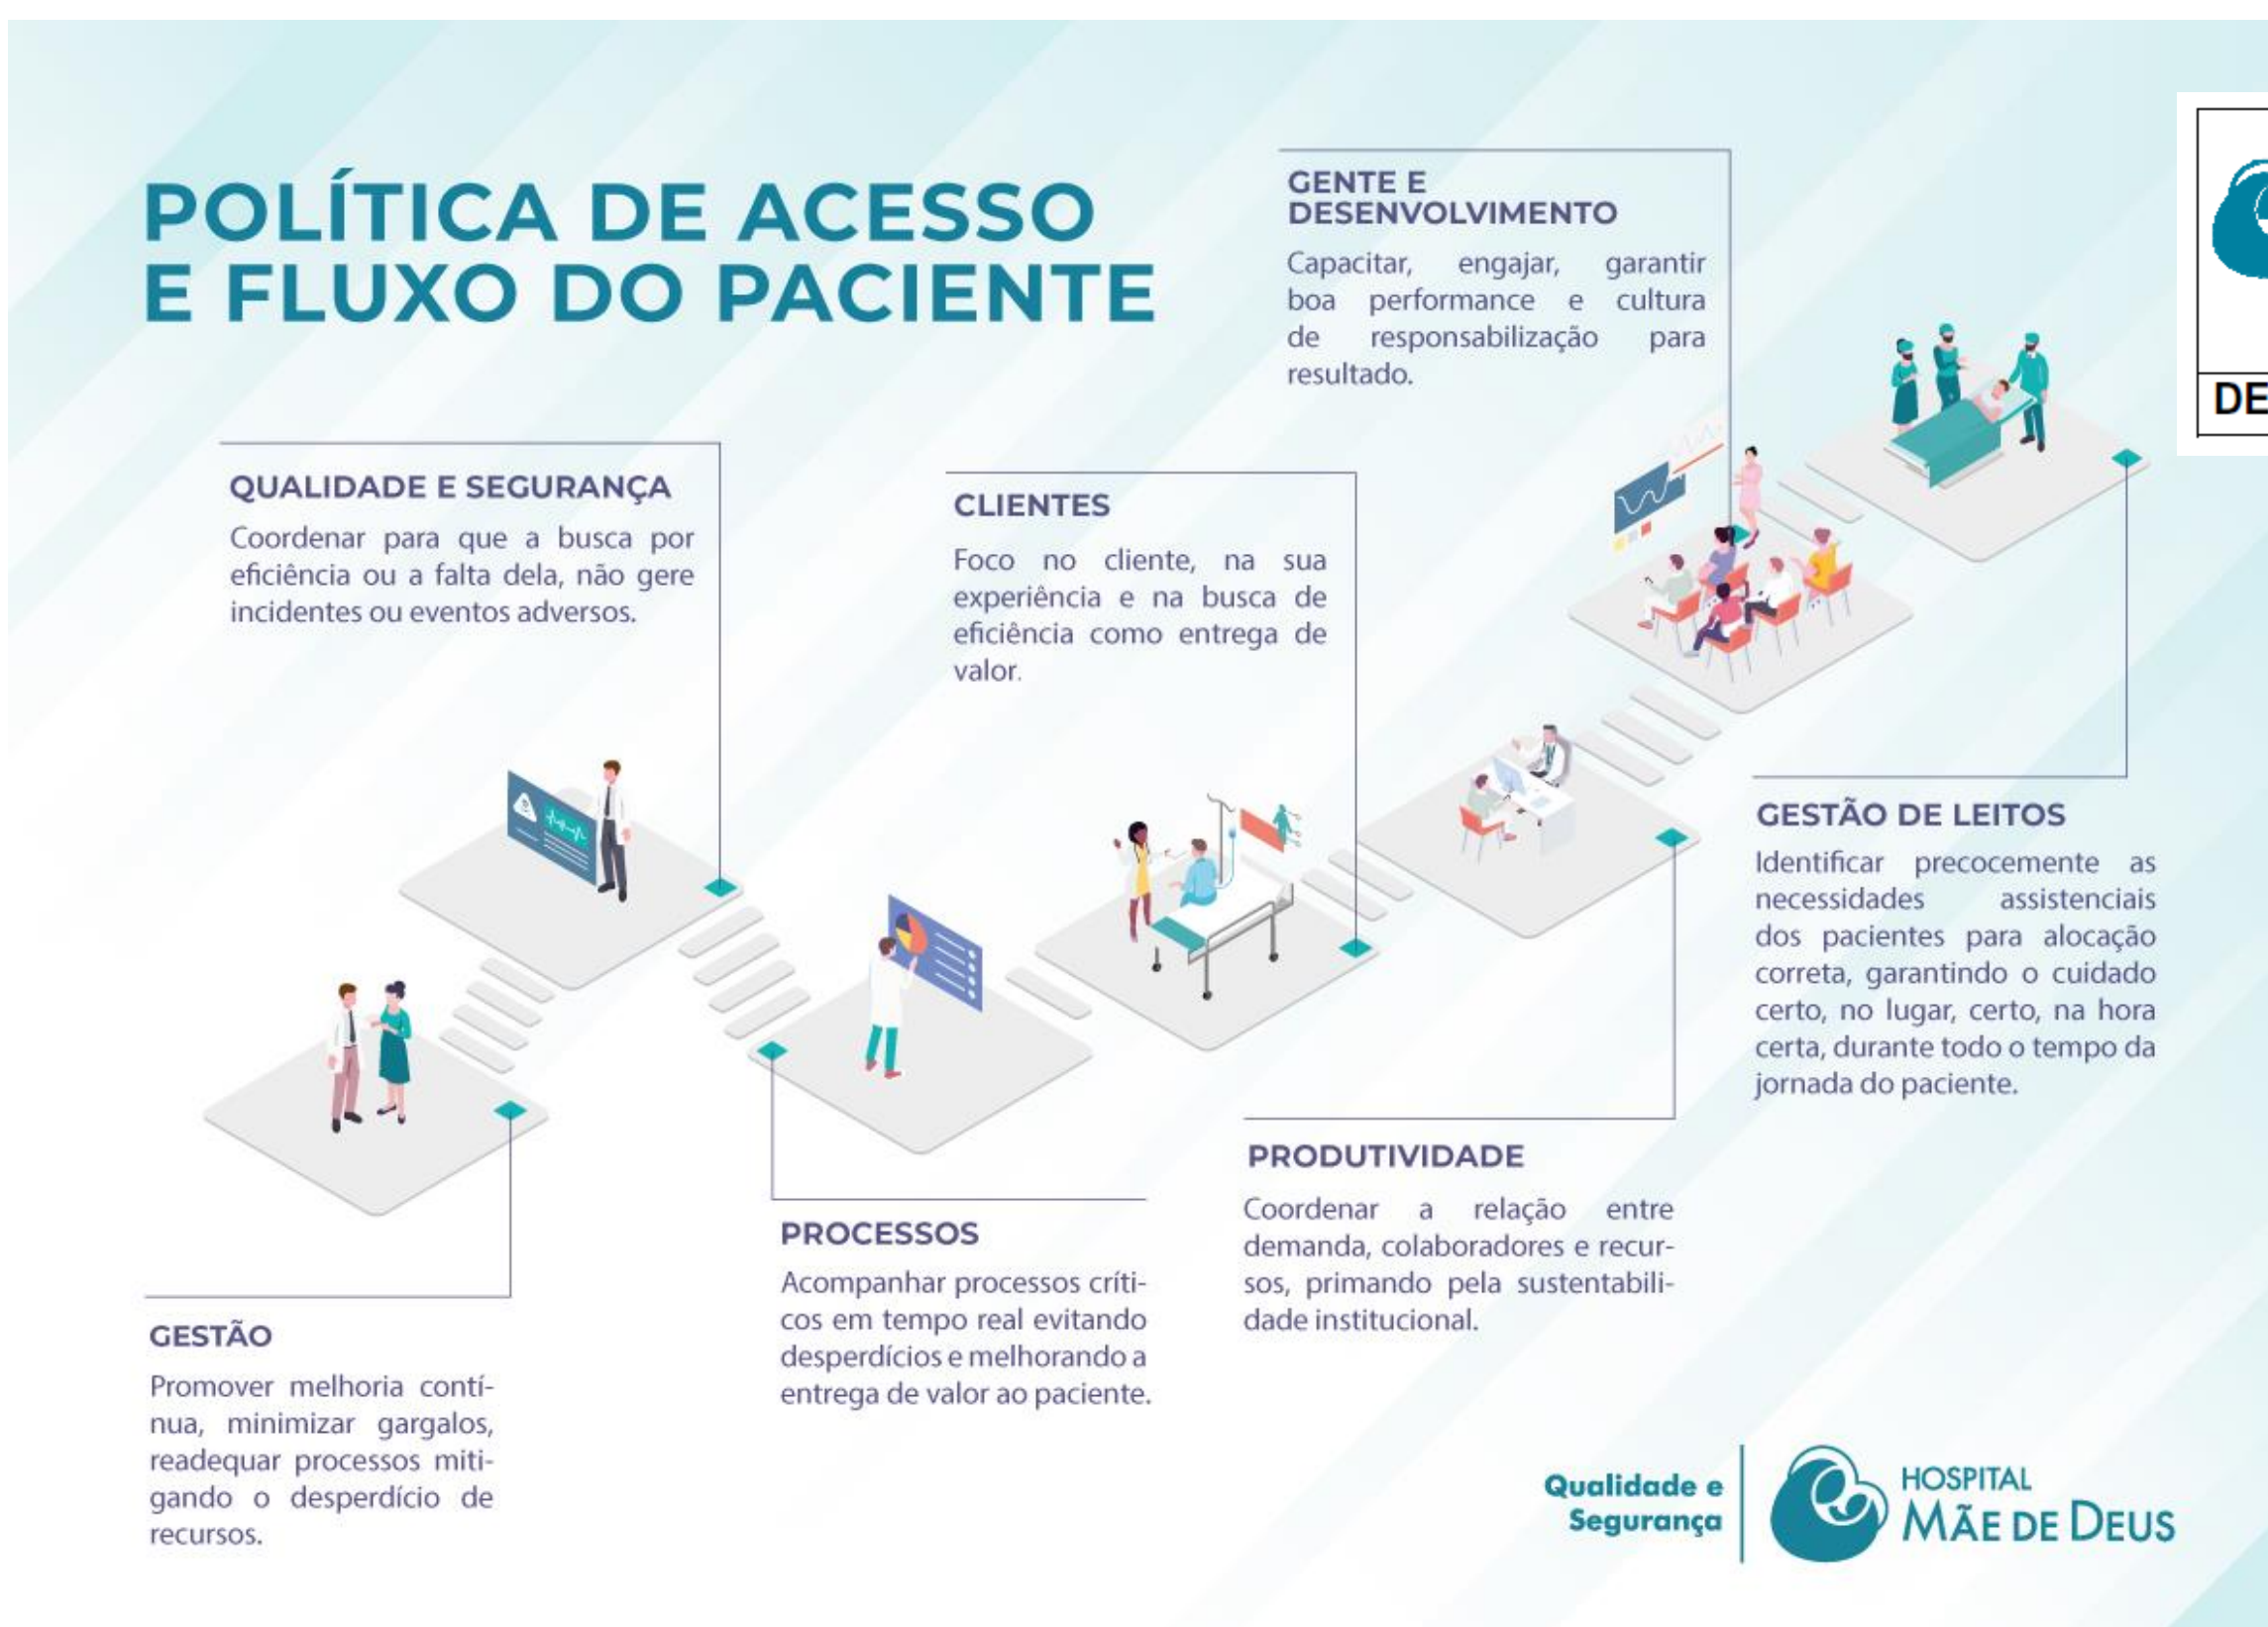 POLÍTICA DE ACESSO
E FLUXO DO PACIENTE
GENTE E
DESENVOLVIMENTO
Capacitar, engajar, garantir
boa performance e cultura
de responsabilização para
resultado.
QUALIDADE E SEGURANÇA
Coordenar para que a busca por
eficiência ou a falta dela, não gere
incidentes ou eventos adversos.
CLIENTES
Foco no cliente, na sua
experiência e na busca de
eficiência como entrega de
valor.
GESTÃO DE LEITOS
Identificar precocemente as
necessidades assistenciais
dos pacientes para alocação
correta, garantindo o cuidado
certo, no lugar, certo, na hora
certa, durante todo o tempo da
jornada do paciente.
PRODUTIVIDADE
Coordenar a relação entre
demanda, colaboradores e recur-
sos, primando pela sustentabili-
dade institucional.
PROCESSOS
Acompanhar processos críti-
cos em tempo real evitando
desperdícios e melhorando a
entrega de valor ao paciente.
GESTÃO
Promover melhoria contí-
nua, minimizar gargalos,
readequar processos miti-
gando o desperdício de
recursos.
Qualidade e
Segurança
HOSPITAL
MÃE DE DEUS
DE